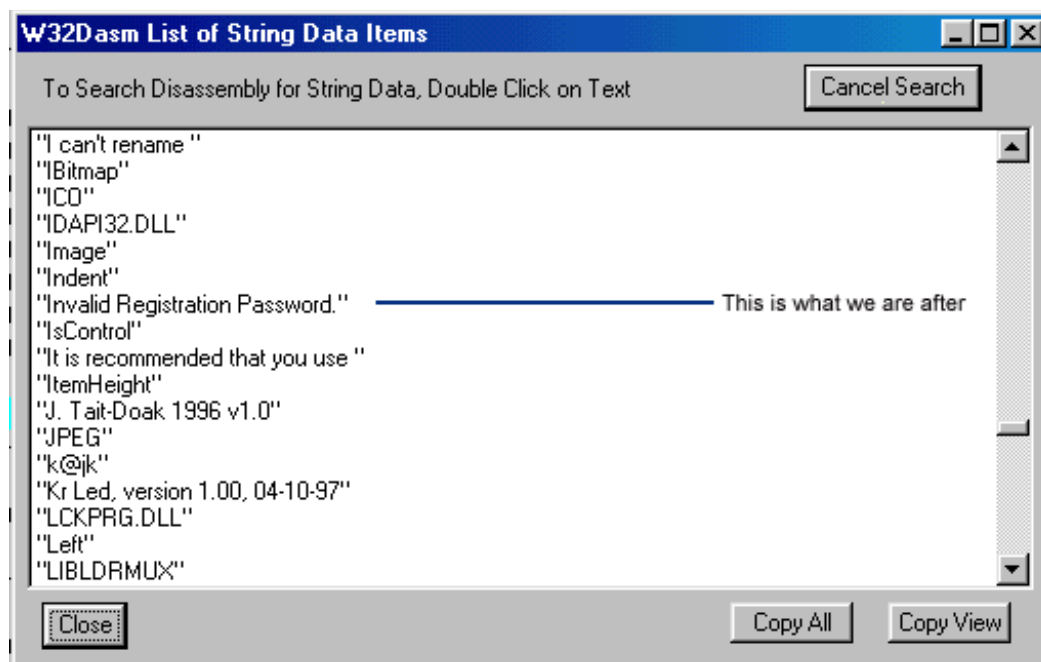 W32Dasm List of String Data Items
To Search Disassembly for String Data, Double Click on Text
Cancel Search
"I can't rename "
"IBitmap"
"ICO"
"IDAPI32.DLL"
"Image"
"Indent"
"Invalid Registration Password." This is what we are after
"IsControl"
"It is recommended that you use "
"ItemHeight"
"J. Tait-Doak 1996 v1.0"
"JPEG"
"k@jk"
"Kr Led, version 1.00, 04-10-97"
"LCKPRG.DLL"
"Left"
"LIBLDRMUX"
Close
Copy All
Copy View